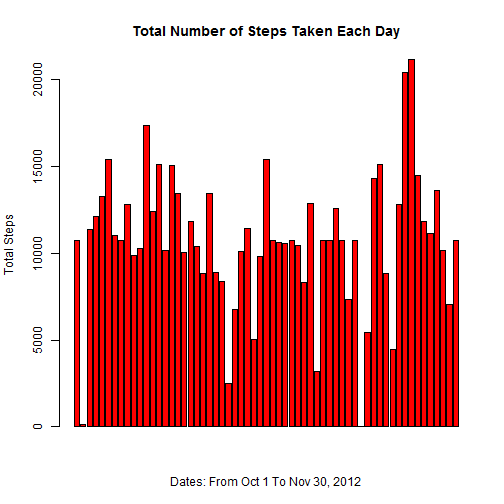 Total Number of Steps Taken Each Day
20000
15000
10000
5000
0
Total Steps
Dates: From Oct 1 To Nov 30, 2012